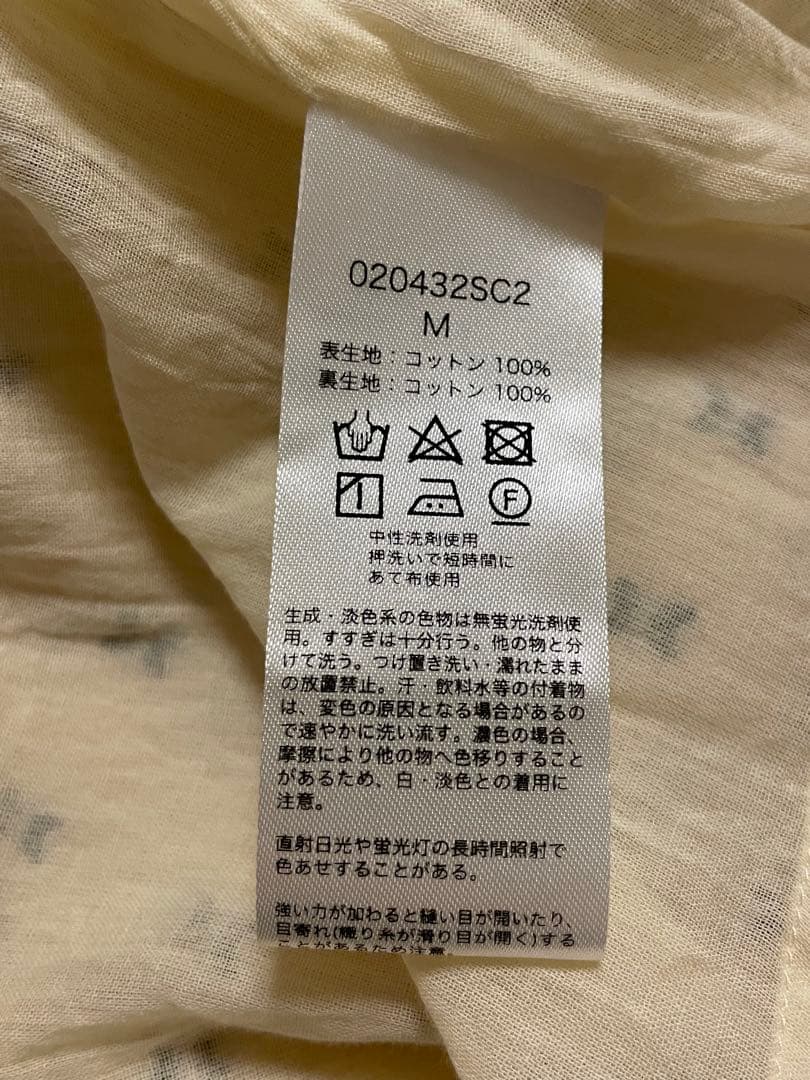 020432SC2
M
表生地：コットン 100%
裏生地：コットン 100%
F
中性洗剤使用
押洗いで短時間に
あて布使用
生成・淡色系の色物は無蛍光洗剤使
用。すすぎは十分行う。他の物と分
けて洗う。つけ置き洗い・濡れたまま
の放置禁止。汗・飲料水等の付着物
は、変色の原因となる場合があるの
で速やかに洗い流す。濃色の場合、
摩擦により他の物へ色移りすること
があるため、白・淡色との着用に
注意。
直射日光や蛍光灯の長時間照射で
色あせすることがある。
強い力が加わると縫い目が開いたり、
目寄れ(織り糸が滑り目が開く)する
ことがあるため注意。